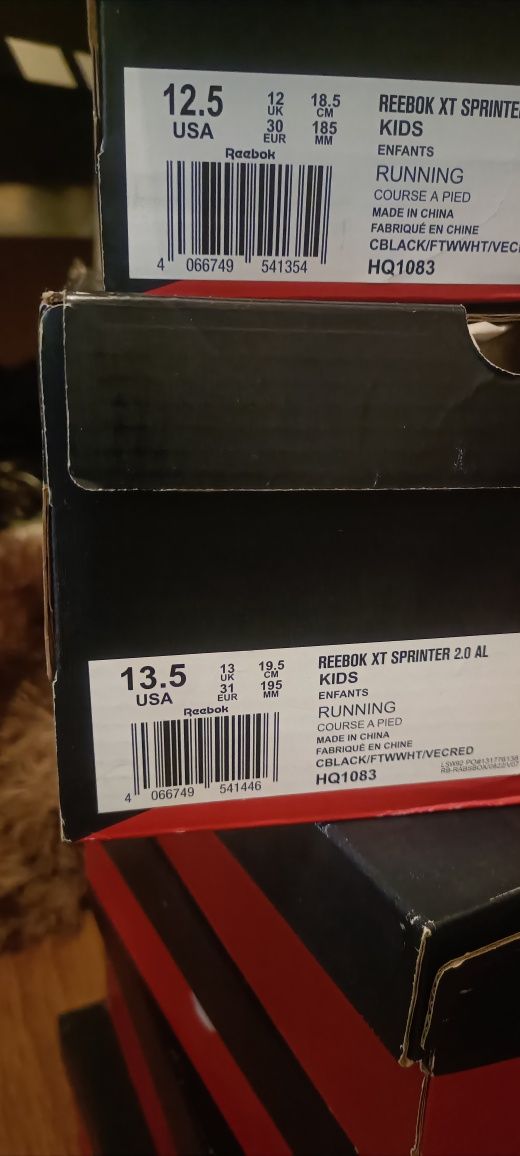 12.5
USA
12
UK
30
EUR
18.5
CM
185
MM
Reebok
4 066749 541354
REEBOK XT SPRINTE
KIDS
ENFANTS
RUNNING
COURSE A PIED
MADE IN CHINA
FABRIQUÉ EN CHINE
CBLACK/FTWWHT/VEC
HQ1083
13.5
USA
13
UK
31
EUR
19.5
CM
195
MM
Reebok
4 066749 541446
REEBOK XT SPRINTER 2.0 AL
KIDS
ENFANTS
RUNNING
COURSE A PIED
MADE IN CHINA
FABRIQUÉ EN CHINE
CBLACK/FTWWHT/VECRED
HQ1083